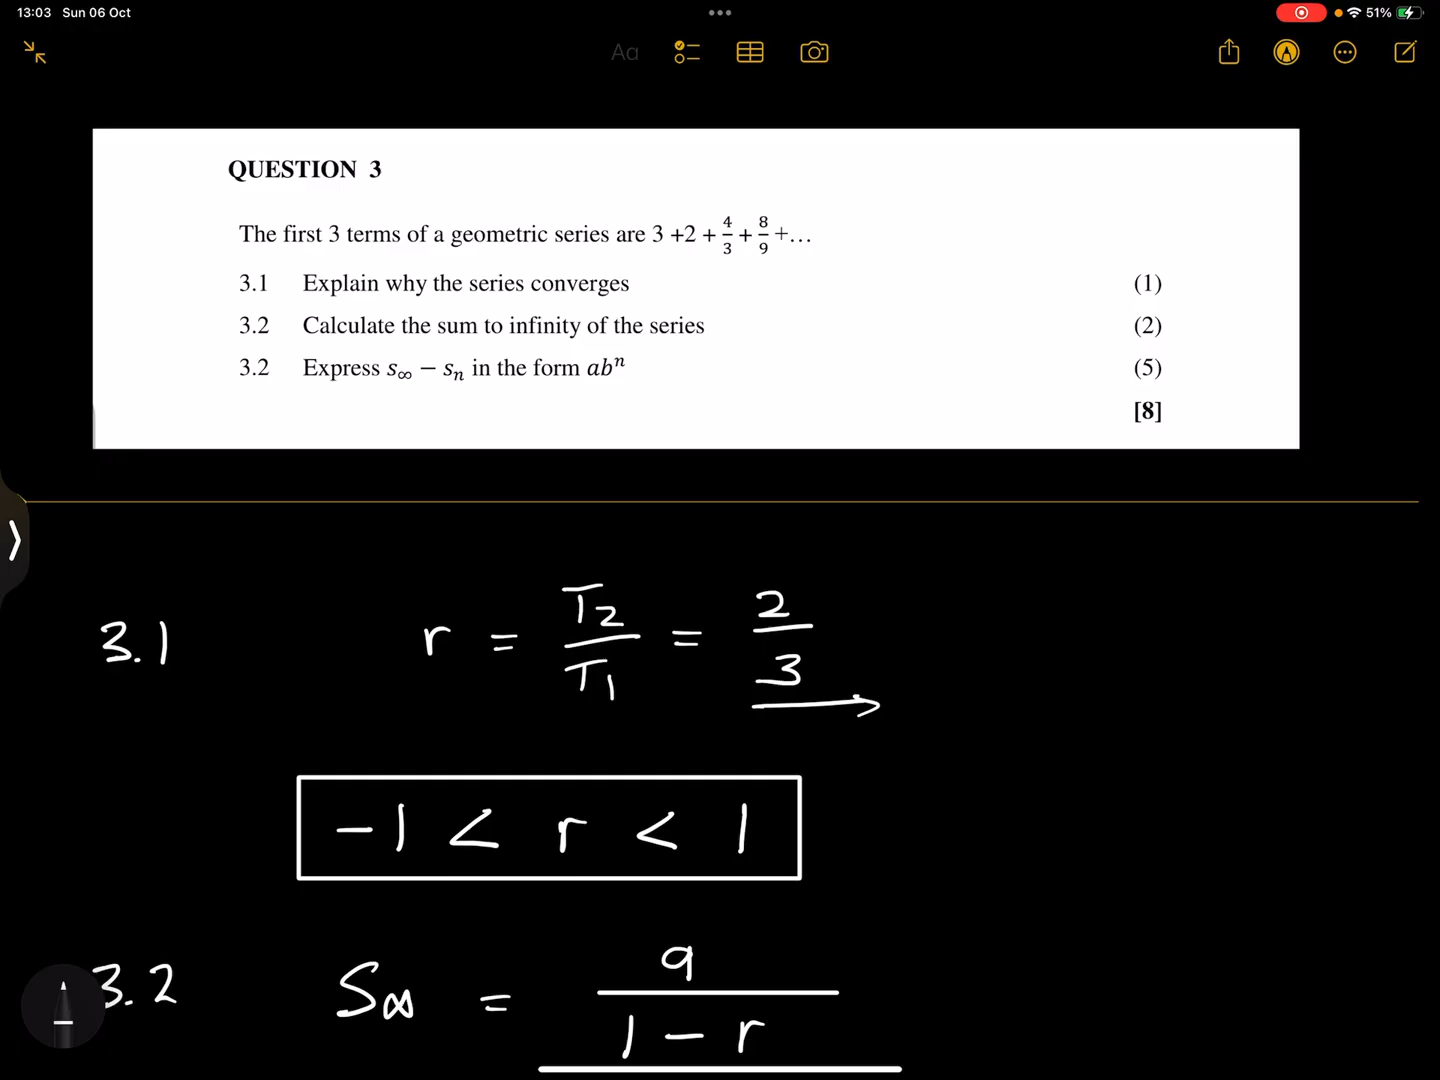 13:03 Sun 06 Oct
51%
Aa
QUESTION 3
The first 3 terms of a geometric series are 3 +2 + 4/3 + 8/9 +…
3.1 Explain why the series converges (1)
3.2 Calculate the sum to infinity of the series (2)
3.2 Express s∞ − sₙ in the form abⁿ (5)
[8]
3.1 r = T₂/T₁ = 2/3
-1 < r < 1
3.2 S∞ = a/(1 - r)